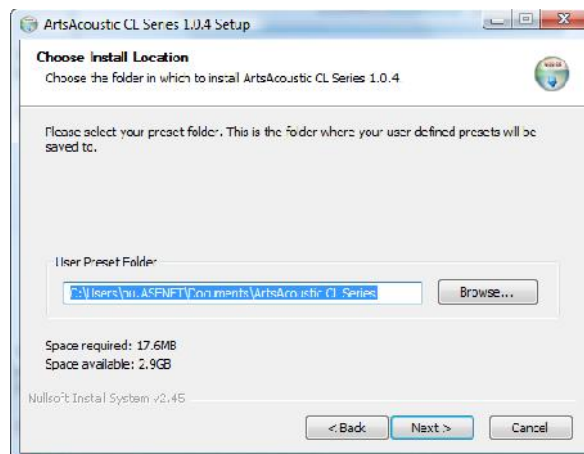 ArtsAcoustic CL Series 1.0.4 Setup
Choose Install Location
Choose the folder in which to install ArtsAcoustic CL Series 1.0.4
Please select your preset folder. This is the folder where your user defined presets will be
saved to.
User Preset Folder
C:\Users\pu.ASENET\Documents\ArtsAcoustic CL Series
Browse...
Space required: 17.6MB
Space available: 2.9GB
Nullsoft Install System v2.45
< Back
Next >
Cancel